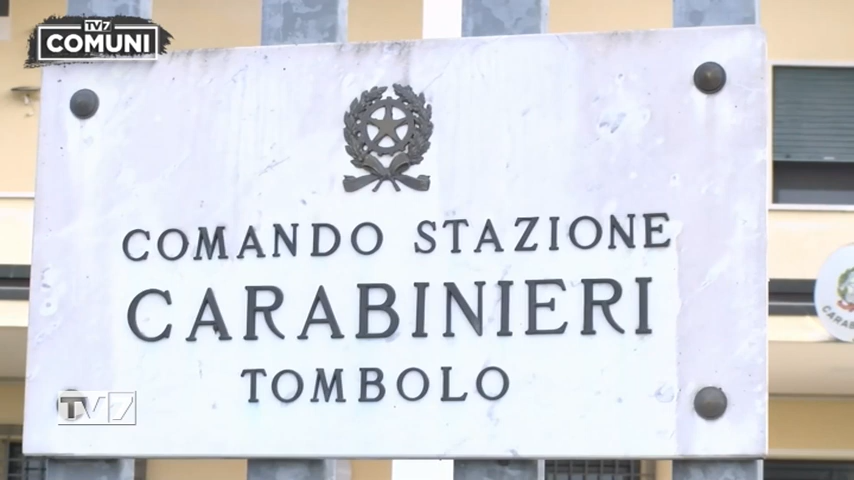 TV7
COMUNI
COMANDO STAZIONE
CARABINIERI
TOMBOLO
TV7